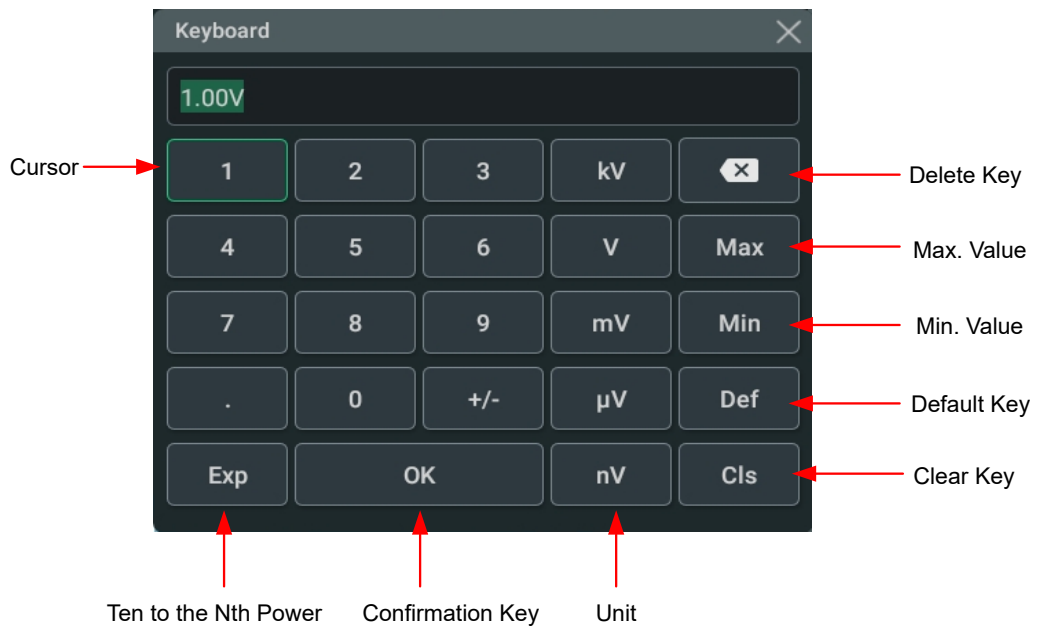 Keyboard
1.00V
Cursor 1 2 3 kV Delete Key
4 5 6 V Max Max. Value
7 8 9 mV Min Min. Value
. 0 +/- μV Def Default Key
Exp OK nV Cls Clear Key
Ten to the Nth Power Confirmation Key Unit